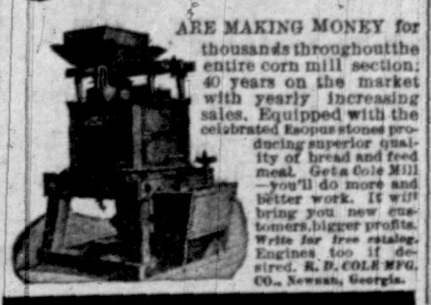 ARE MAKING MONEY for
thousands throughout the
entire corn mill section;
40 years on the market
with yearly increasing
sales. Equipped with the
celebrated Esopus stones pro-
ducing superior qual-
ity of bread and feed
meal. Get a Cole Mill
—you'll do more and
better work. It will
bring you new cus-
tomers, bigger profits.
Write for free catalog.
Engines too if de-
sired. R. D. COLE MFG.
CO., Newnan, Georgia.